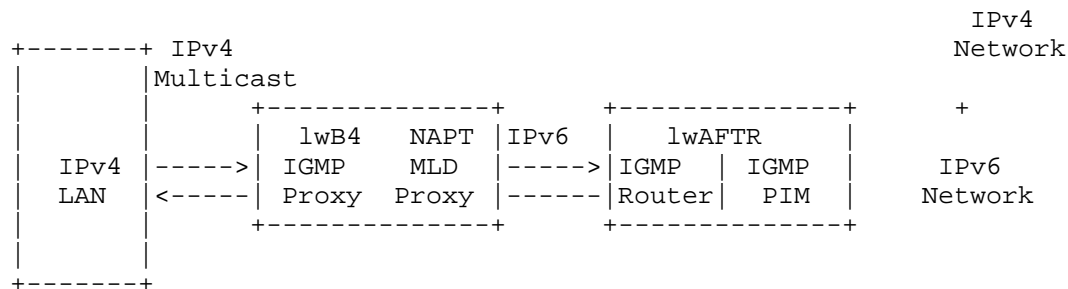 IPv4
+-------+ IPv4 Network
| |Multicast
| | +--------------+ +--------------+ +
| | | lwB4 NAPT |IPv6 | lwAFTR |
| IPv4 |----->| IGMP MLD |----->|IGMP | IGMP | IPv6
| LAN |<-----| Proxy Proxy |------|Router| PIM | Network
| | +--------------+ +--------------+
| |
+-------+